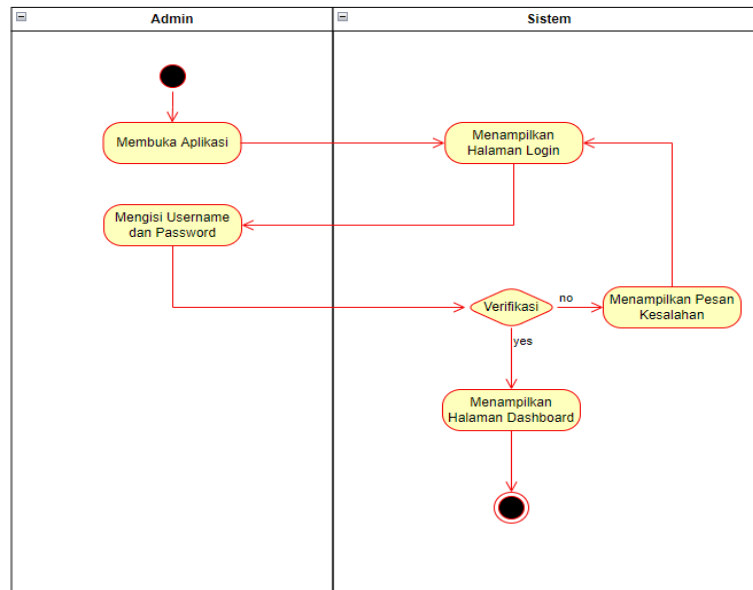 Admin
Sistem
Membuka Aplikasi
Menampilkan
Halaman Login
Mengisi Username
dan Password
Verifikasi
no
Menampilkan Pesan
Kesalahan
yes
Menampilkan
Halaman Dashboard